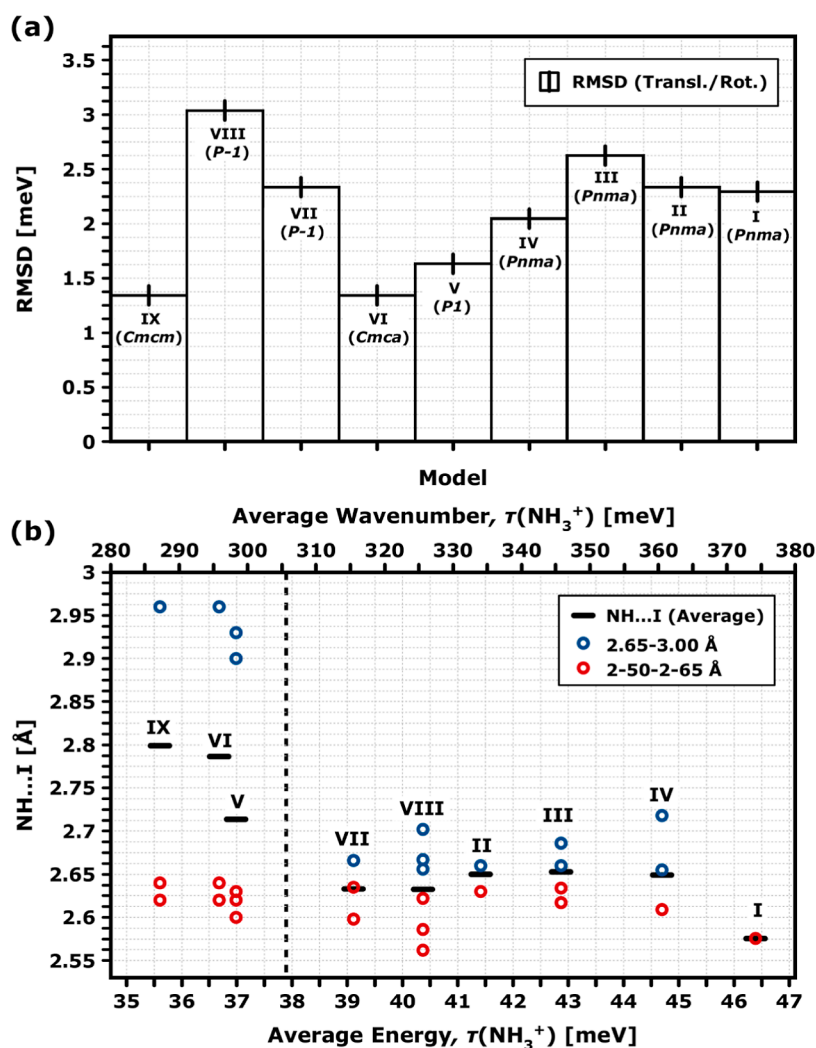 (a)
RMSD [meV]
3.5
3
2.5
2
1.5
1
0.5
0
RMSD (Transl./Rot.)
IX
(Cmcm)
VIII
(P-1)
VII
(P-1)
VI
(Cmca)
V
(P1)
IV
(Pnma)
III
(Pnma)
II
(Pnma)
I
(Pnma)
Model
(b)
Average Wavenumber, τ(NH₃⁺) [meV]
280 290 300 310 320 330 340 350 360 370 380
NH...I [Å]
3
2.95
2.9
2.85
2.8
2.75
2.7
2.65
2.6
2.55
NH...I (Average)
2.65-3.00 Å
2-50-2-65 Å
IX
VI
V
VII
VIII
II
III
IV
I
35 36 37 38 39 40 41 42 43 44 45 46 47
Average Energy, τ(NH₃⁺) [meV]